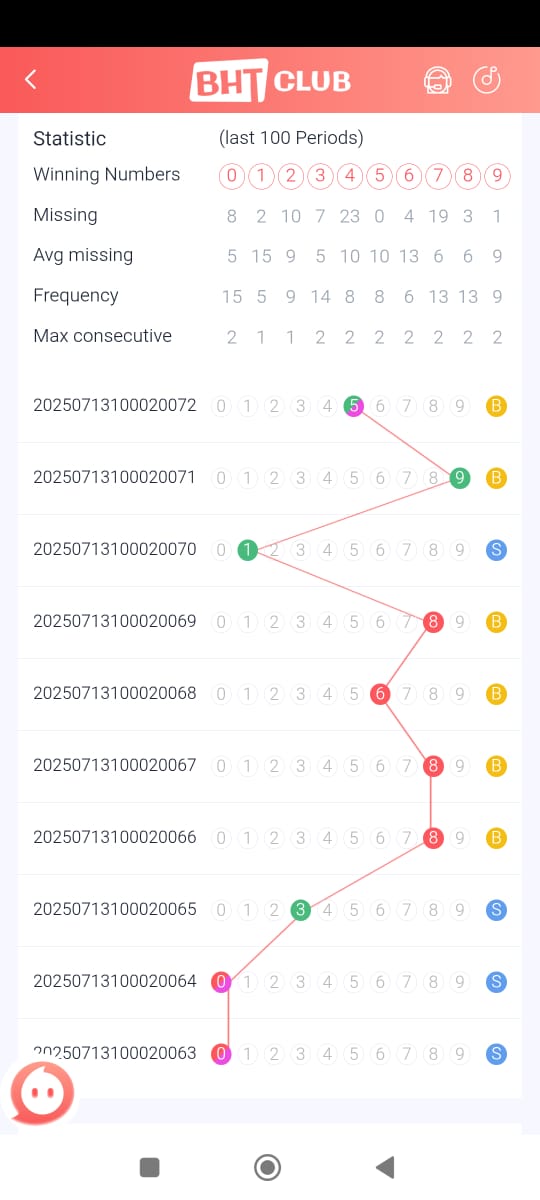 BHT CLUB
Statistic (last 100 Periods)
Winning Numbers 0 1 2 3 4 5 6 7 8 9
Missing 8 2 10 7 23 0 4 19 3 1
Avg missing 5 15 9 5 10 10 13 6 6 9
Frequency 15 5 9 14 8 8 6 13 13 9
Max consecutive 2 1 1 2 2 2 2 2 2 2
20250713100020072 0 1 2 3 4 5 6 7 8 9 B
20250713100020071 0 1 2 3 4 5 6 7 8 9 B
20250713100020070 0 1 2 3 4 5 6 7 8 9 S
20250713100020069 0 1 2 3 4 5 6 7 8 9 B
20250713100020068 0 1 2 3 4 5 6 7 8 9 B
20250713100020067 0 1 2 3 4 5 6 7 8 9 B
20250713100020066 0 1 2 3 4 5 6 7 8 9 B
20250713100020065 0 1 2 3 4 5 6 7 8 9 S
20250713100020064 0 1 2 3 4 5 6 7 8 9 S
20250713100020063 0 1 2 3 4 5 6 7 8 9 S